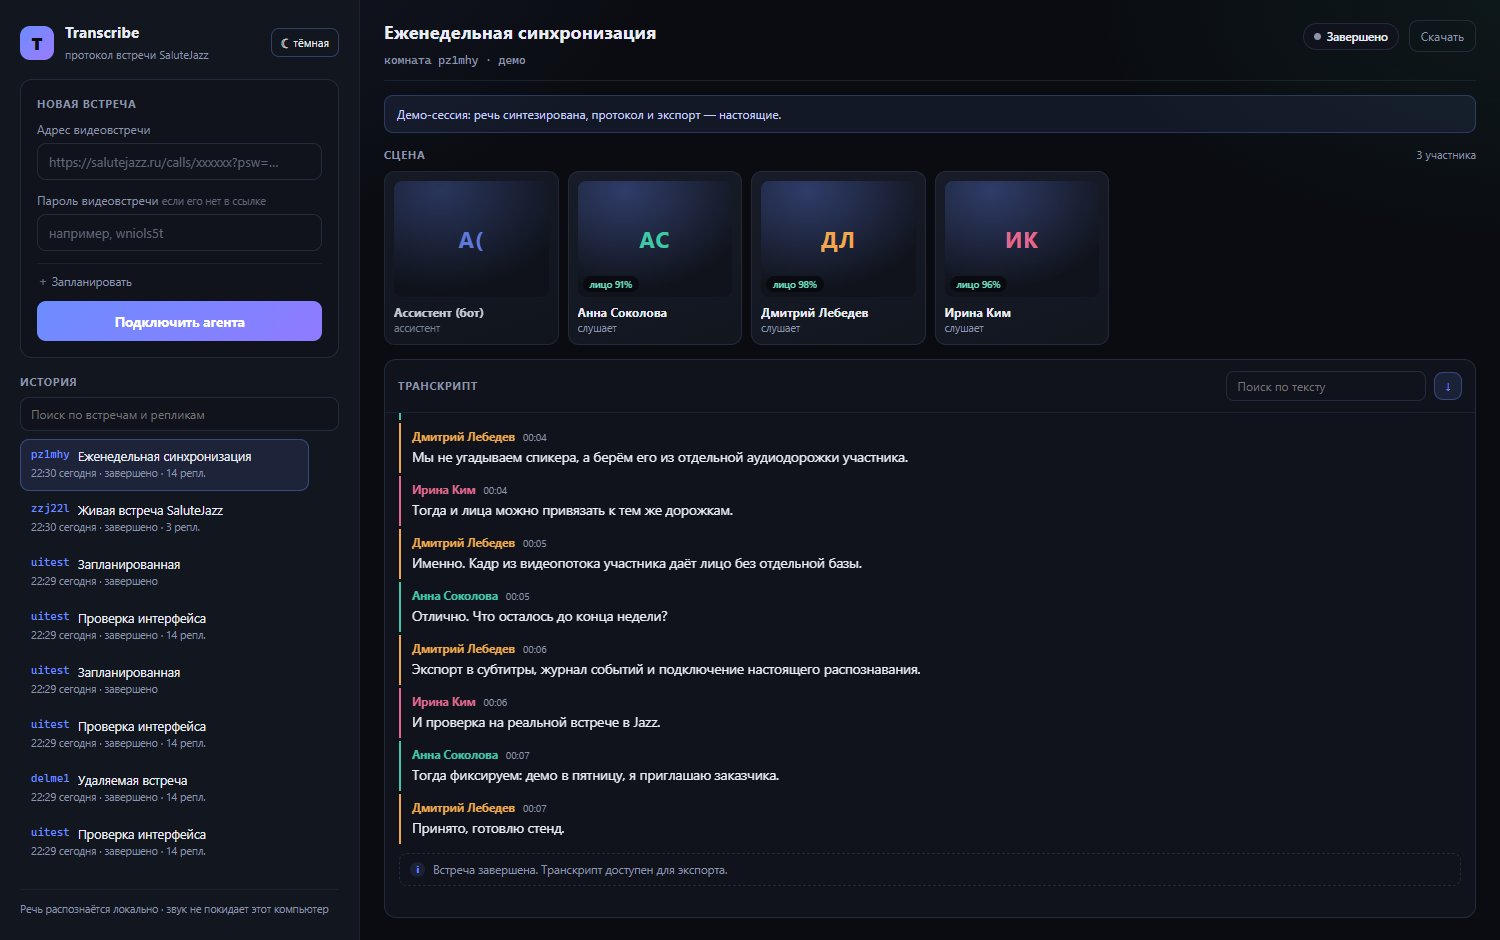 T
Transcribe
протокол встречи SaluteJazz
тёмная
НОВАЯ ВСТРЕЧА
Адрес видеовстречи
https://salutejazz.ru/calls/xxxxxx?psw=...
Пароль видеовстречи если его нет в ссылке
например, wniols5t
+ Запланировать
Подключить агента
ИСТОРИЯ
Поиск по встречам и репликам
pz1mhy Еженедельная синхронизация
22:30 сегодня · завершено · 14 репл.
zzj22l Живая встреча SaluteJazz
22:30 сегодня · завершено · 3 репл.
uitest Запланированная
22:29 сегодня · завершено
uitest Проверка интерфейса
22:29 сегодня · завершено · 14 репл.
uitest Запланированная
22:29 сегодня · завершено
uitest Проверка интерфейса
22:29 сегодня · завершено · 14 репл.
delme1 Удаляемая встреча
22:29 сегодня · завершено · 14 репл.
uitest Проверка интерфейса
22:29 сегодня · завершено · 14 репл.
Речь распознаётся локально · звук не покидает этот компьютер
Еженедельная синхронизация
комната pz1mhy · демо
Завершено
Скачать
Демо-сессия: речь синтезирована, протокол и экспорт — настоящие.
СЦЕНА
3 участника
А(
Ассистент (бот)
ассистент
АС
лицо 91%
Анна Соколова
слушает
ДЛ
лицо 98%
Дмитрий Лебедев
слушает
ИК
лицо 96%
Ирина Ким
слушает
ТРАНСКРИПТ
Поиск по тексту
↓
Дмитрий Лебедев 00:04
Мы не угадываем спикера, а берём его из отдельной аудиодорожки участника.
Ирина Ким 00:04
Тогда и лица можно привязать к тем же дорожкам.
Дмитрий Лебедев 00:05
Именно. Кадр из видеопотока участника даёт лицо без отдельной базы.
Анна Соколова 00:05
Отлично. Что осталось до конца недели?
Дмитрий Лебедев 00:06
Экспорт в субтитры, журнал событий и подключение настоящего распознавания.
Ирина Ким 00:06
И проверка на реальной встрече в Jazz.
Анна Соколова 00:07
Тогда фиксируем: демо в пятницу, я приглашаю заказчика.
Дмитрий Лебедев 00:07
Принято, готовлю стенд.
i Встреча завершена. Транскрипт доступен для экспорта.